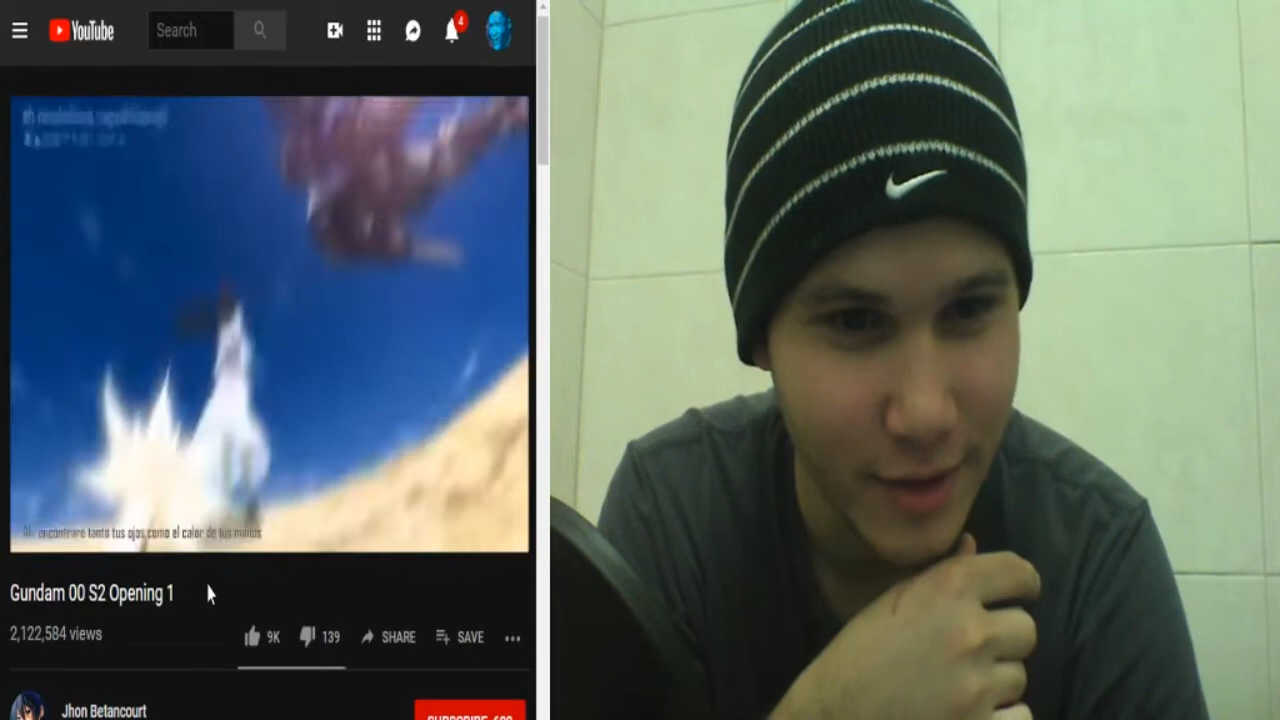 YouTube
Search
4
encontraré tanto tus ojos como el calor de tus manos
Gundam 00 S2 Opening 1
2,122,584 views
9K
139
SHARE
SAVE
Jhon Betancourt
SUBSCRIBE